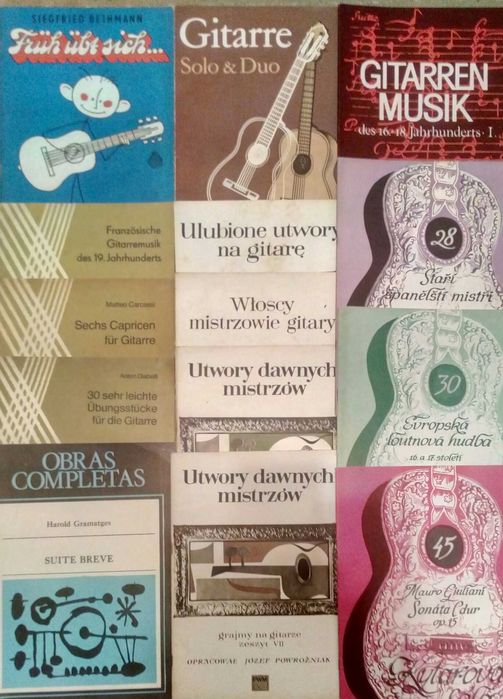 SIEGFRIED BETHMANN
Früh übt sich...
Französische
Gitarremusik
des 19. Jahrhunderts
Matteo Carcassi
Sechs Capricen
für Gitarre
Anton Diabelli
30 sehr leichte
Übungsstücke
für die Gitarre
OBRAS
COMPLETAS
Harold Gramatges
SUITE BREVE
Gitarre
Solo & Duo
Ulubione utwory
na gitarę
Włoscy
mistrzowie gitary
Utwory dawnych
mistrzów
Utwory dawnych
mistrzów
grajmy na gitarze
zeszyt VII
OPRACOWAŁ JÓZEF POWROŹNIAK
PWM
Suite
GITARREN
MUSIK
des 16.-18. Jahrhunderts · I.
28
Staří
španělští mistři
30
Evropská
loutnová hudba
16. a 17. století
45
Mauro Giuliani
Sonáta C dur
op. 15
Kytarová